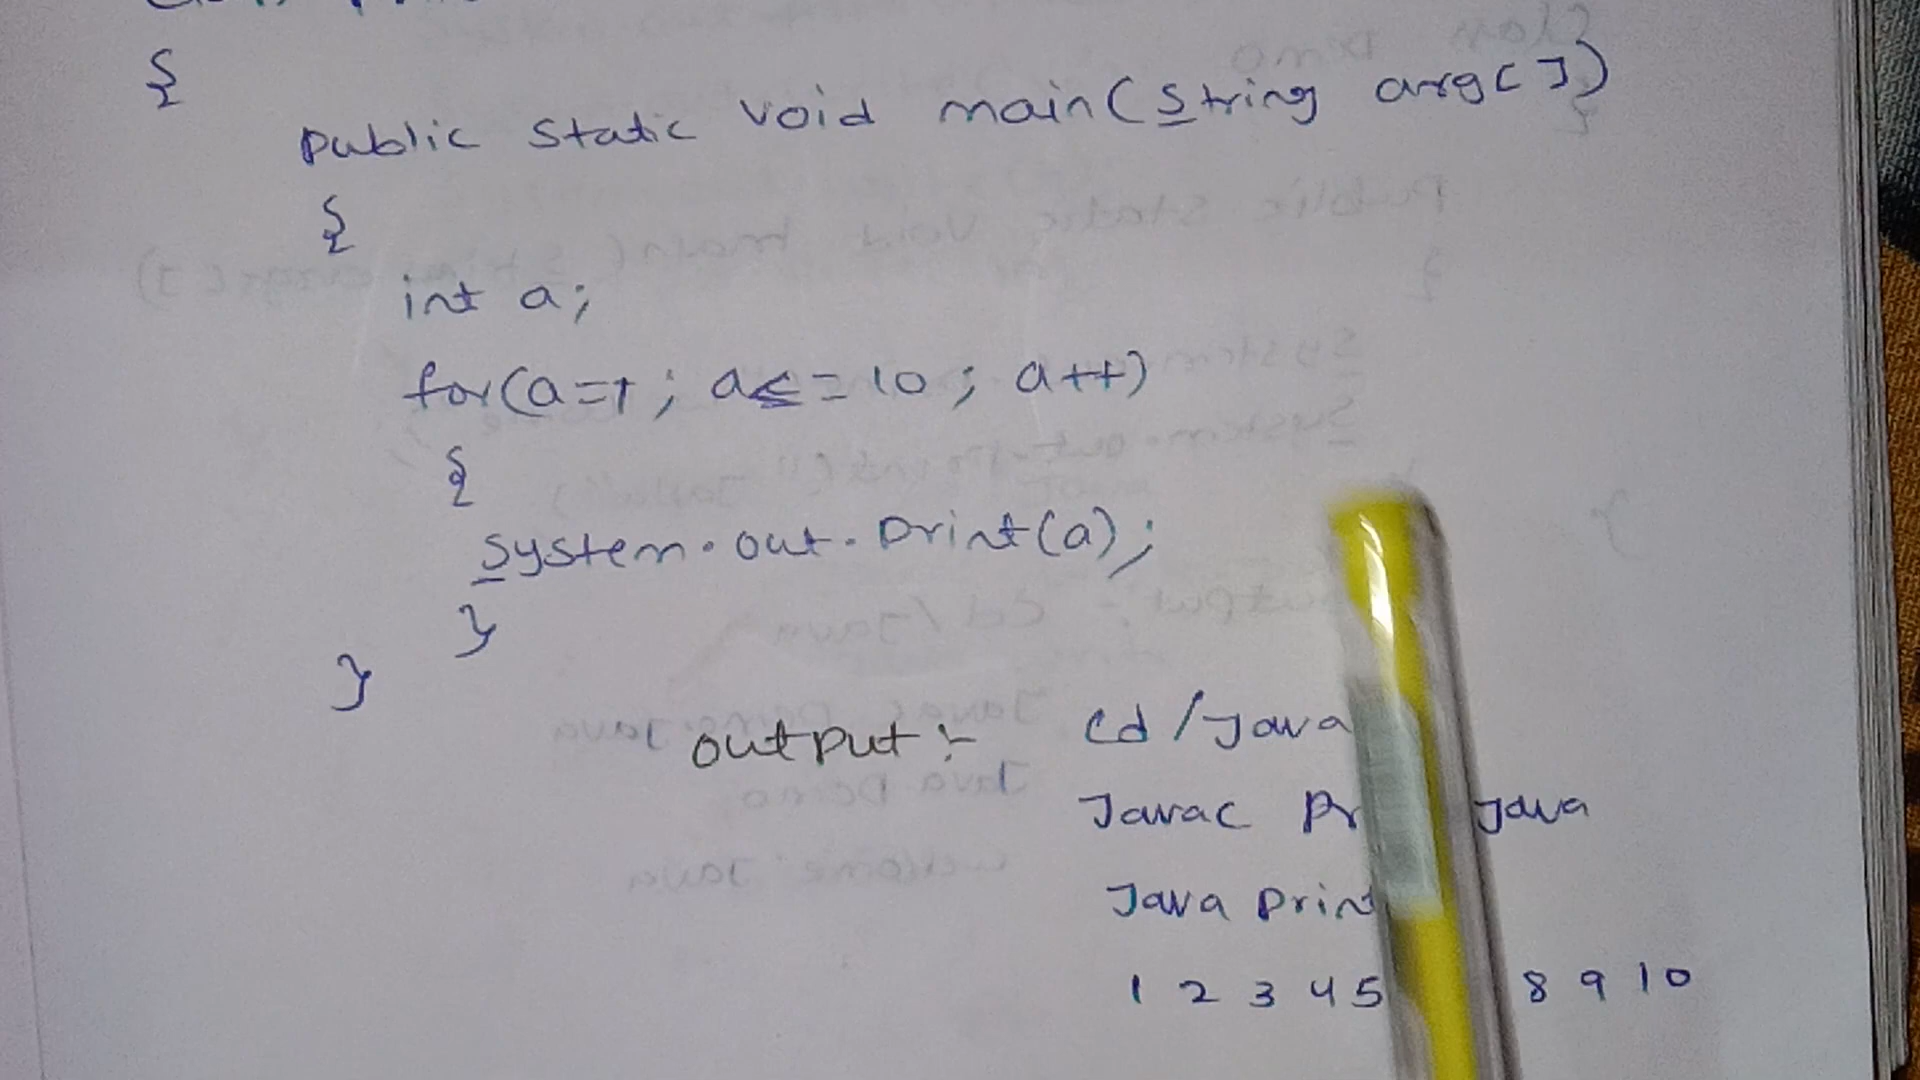 {
public static void main(String arg[])
{
int a;
for(a=1; a<=10; a++)
{
System.out.print(a);
}
}
output:- cd/java
Javac Java
Java
1 2 3 4 5 8 9 10